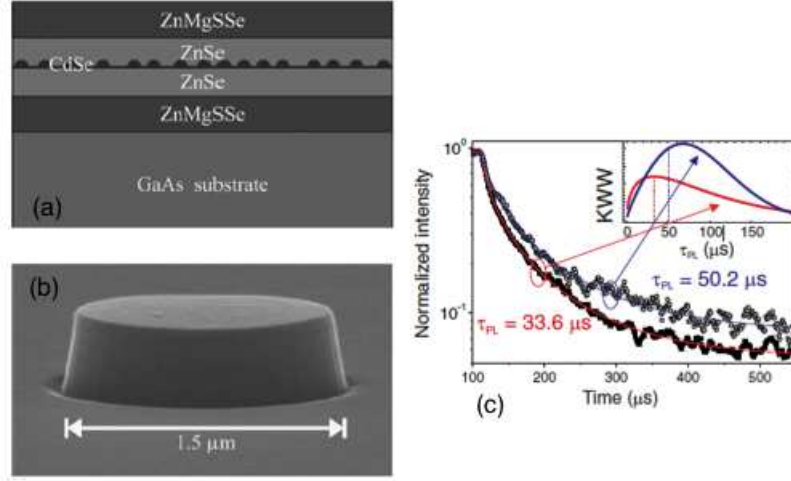 ZnMgSSe
ZnSe
CdSe
ZnSe
ZnMgSSe
GaAs substrate
(a)
(b)
1.5 μm
Normalized intensity
10⁰
10⁻¹
100 200 300 400 500
Time (μs)
(c)
KWW
0 50 100 150
τPL (μs)
τPL = 50.2 μs
τPL = 33.6 μs